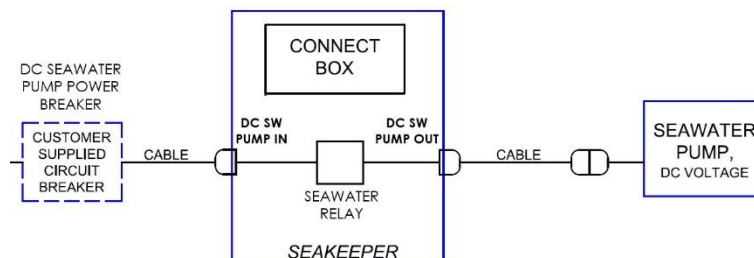 DC SEAWATER
PUMP POWER
BREAKER
CUSTOMER
SUPPLIED
CIRCUIT
BREAKER
CABLE
CONNECT
BOX
DC SW
PUMP IN
DC SW
PUMP OUT
SEAWATER
RELAY
SEAKEEPER
CABLE
SEAWATER
PUMP,
DC VOLTAGE